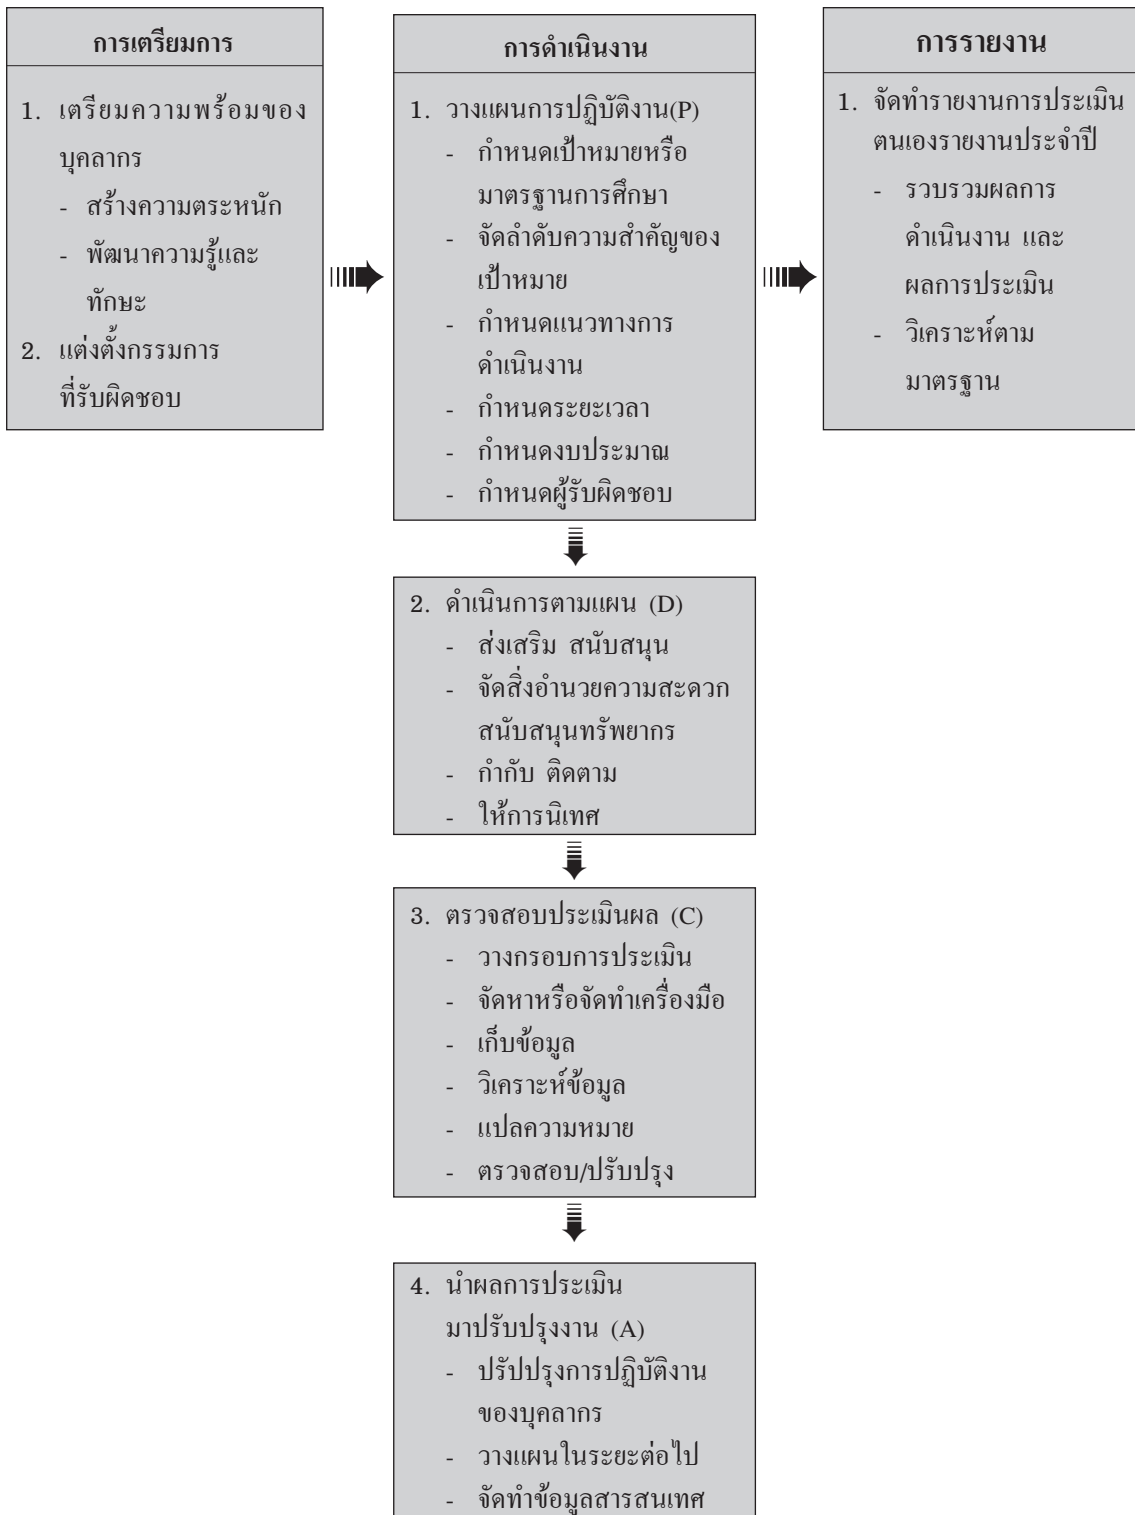 การเตรียมการ
1. เตรียมความพร้อมของ
บุคลากร
- สร้างความตระหนัก
- พัฒนาความรู้และ
ทักษะ
2. แต่งตั้งกรรมการ
ที่รับผิดชอบ
การดำเนินงาน
1. วางแผนการปฏิบัติงาน(P)
- กำหนดเป้าหมายหรือ
มาตรฐานการศึกษา
- จัดลำดับความสำคัญของ
เป้าหมาย
- กำหนดแนวทางการ
ดำเนินงาน
- กำหนดระยะเวลา
- กำหนดงบประมาณ
- กำหนดผู้รับผิดชอบ
2. ดำเนินการตามแผน (D)
- ส่งเสริม สนับสนุน
- จัดสิ่งอำนวยความสะดวก
สนับสนุนทรัพยากร
- กำกับ ติดตาม
- ให้การนิเทศ
3. ตรวจสอบประเมินผล (C)
- วางกรอบการประเมิน
- จัดหาหรือจัดทำเครื่องมือ
- เก็บข้อมูล
- วิเคราะห์ข้อมูล
- แปลความหมาย
- ตรวจสอบ/ปรับปรุง
4. นำผลการประเมิน
มาปรับปรุงงาน (A)
- ปรัปปรุงการปฏิบัติงาน
ของบุคลากร
- วางแผนในระยะต่อไป
- จัดทำข้อมูลสารสนเทศ
การรายงาน
1. จัดทำรายงานการประเมิน
ตนเองรายงานประจำปี
- รวบรวมผลการ
ดำเนินงาน และ
ผลการประเมิน
- วิเคราะห์ตาม
มาตรฐาน